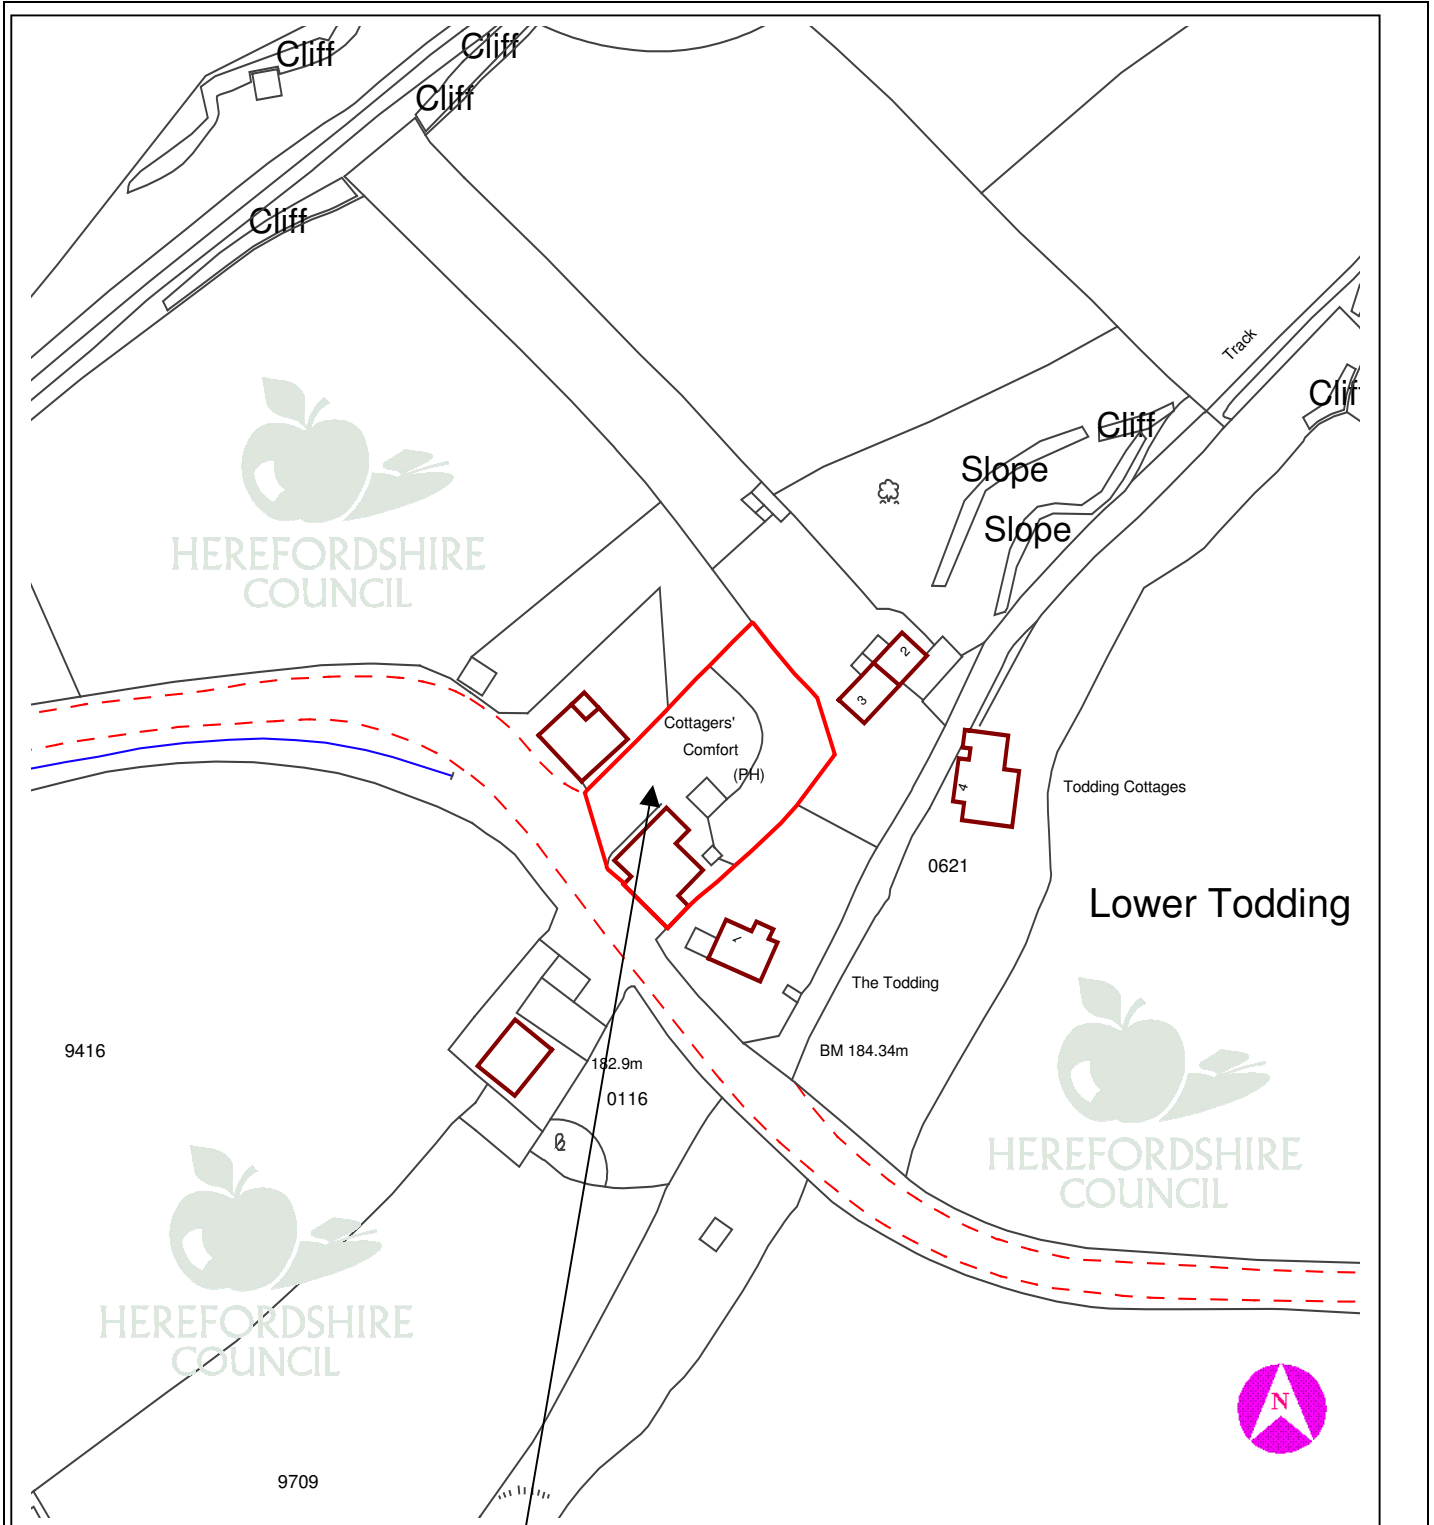 Cliff
Cliff
Cliff
Cliff
Track
Cliff
Cliff
Slope
Slope
HEREFORDSHIRE
COUNCIL
2
3
Cottagers'
Comfort
(PH)
4
Todding Cottages
0621
Lower Todding
1
The Todding
BM 184.34m
9416
182.9m
0116
HEREFORDSHIRE
COUNCIL
HEREFORDSHIRE
COUNCIL
N
9709